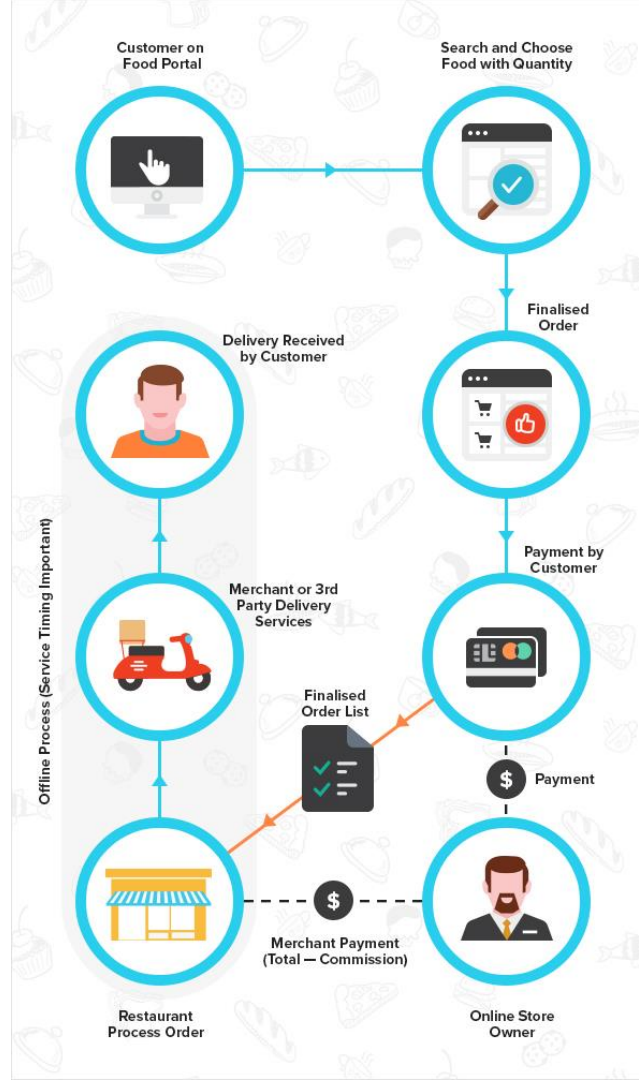 Customer on
Food Portal
Search and Choose
Food with Quantity
Finalised
Order
Delivery Received
by Customer
Payment by
Customer
Merchant or 3rd
Party Delivery
Services
Offline Process (Service Timing Important)
Finalised
Order List
$
Payment
$
Merchant Payment
(Total — Commission)
Restaurant
Process Order
Online Store
Owner